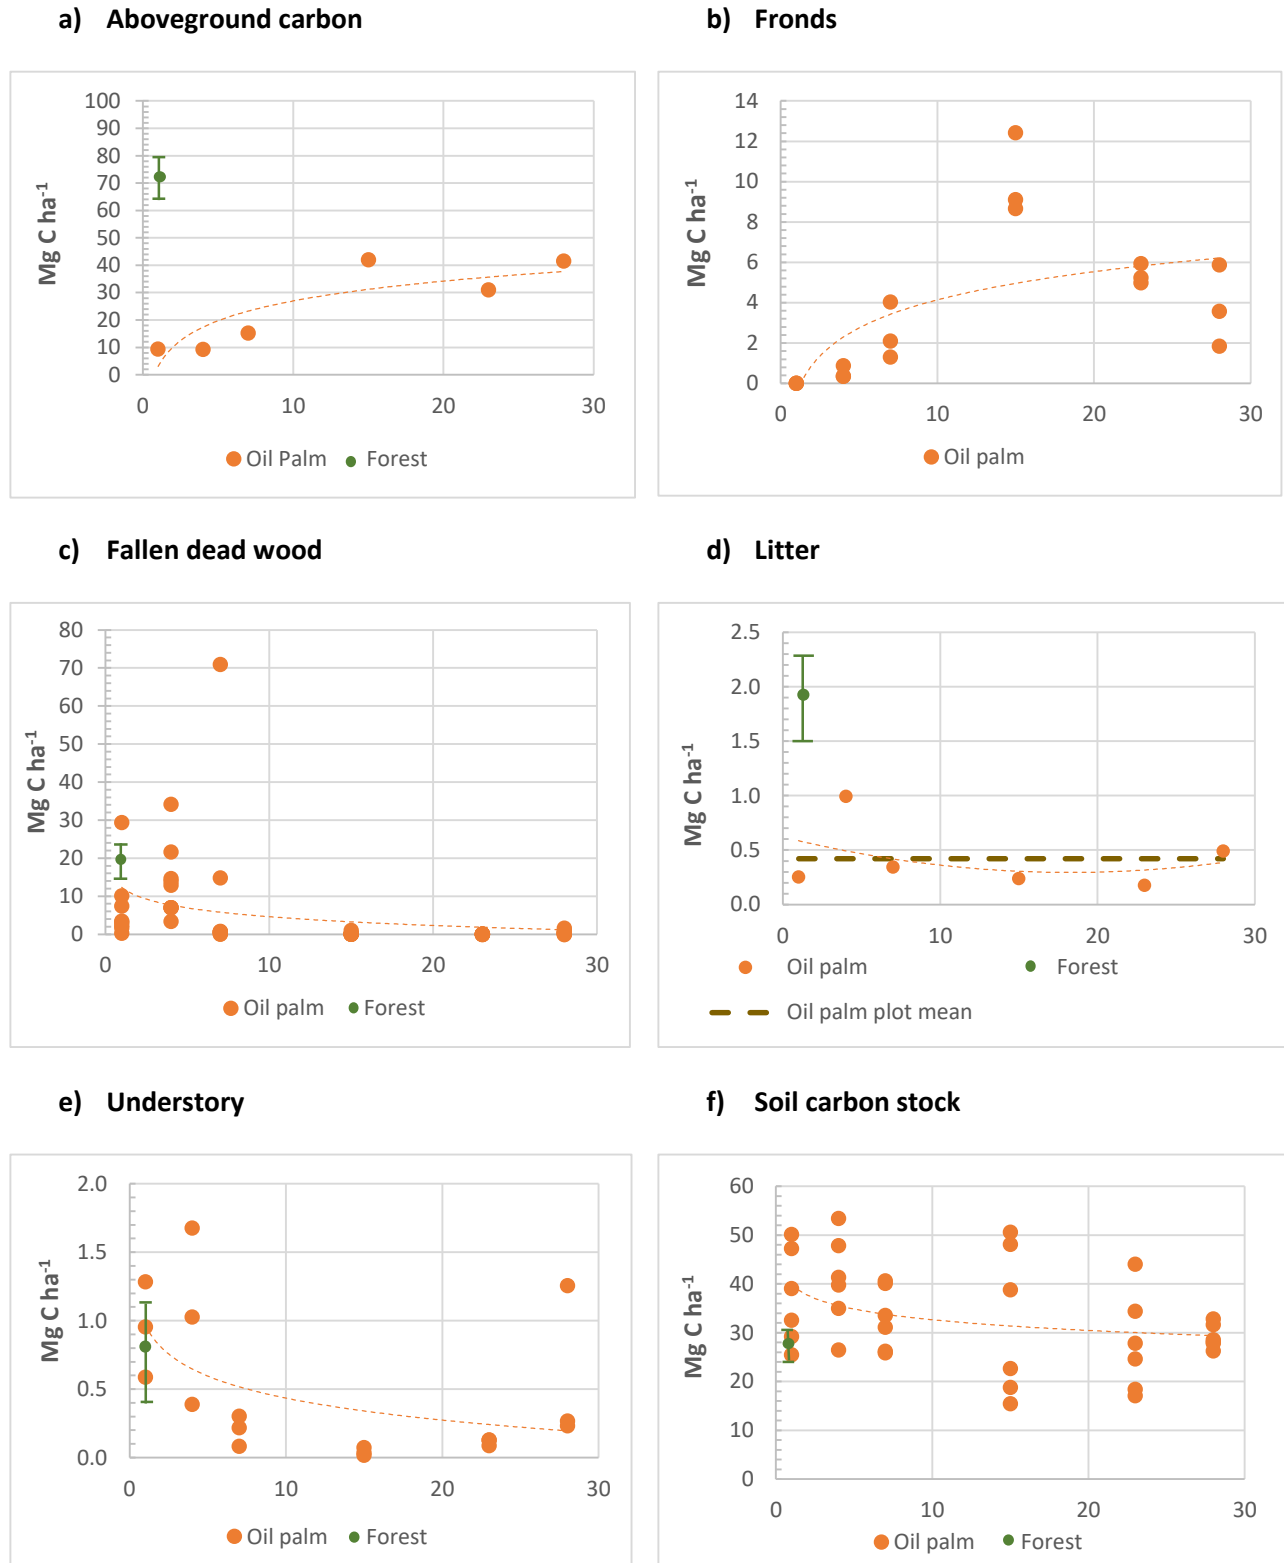 a) Aboveground carbon
100
90
80
70
60
50
40
30
20
10
0
Mg C ha⁻¹
0 10 20 30
Oil Palm Forest
b) Fronds
14
12
10
8
6
4
2
0
Mg C ha⁻¹
0 10 20 30
Oil palm
c) Fallen dead wood
80
70
60
50
40
30
20
10
0
Mg C ha⁻¹
0 10 20 30
Oil palm Forest
d) Litter
2.5
2.0
1.5
1.0
0.5
0.0
Mg C ha⁻¹
0 10 20 30
Oil palm Forest
Oil palm plot mean
e) Understory
2.0
1.5
1.0
0.5
0.0
Mg C ha⁻¹
0 10 20 30
Oil palm Forest
f) Soil carbon stock
60
50
40
30
20
10
0
Mg C ha⁻¹
0 10 20 30
Oil palm Forest